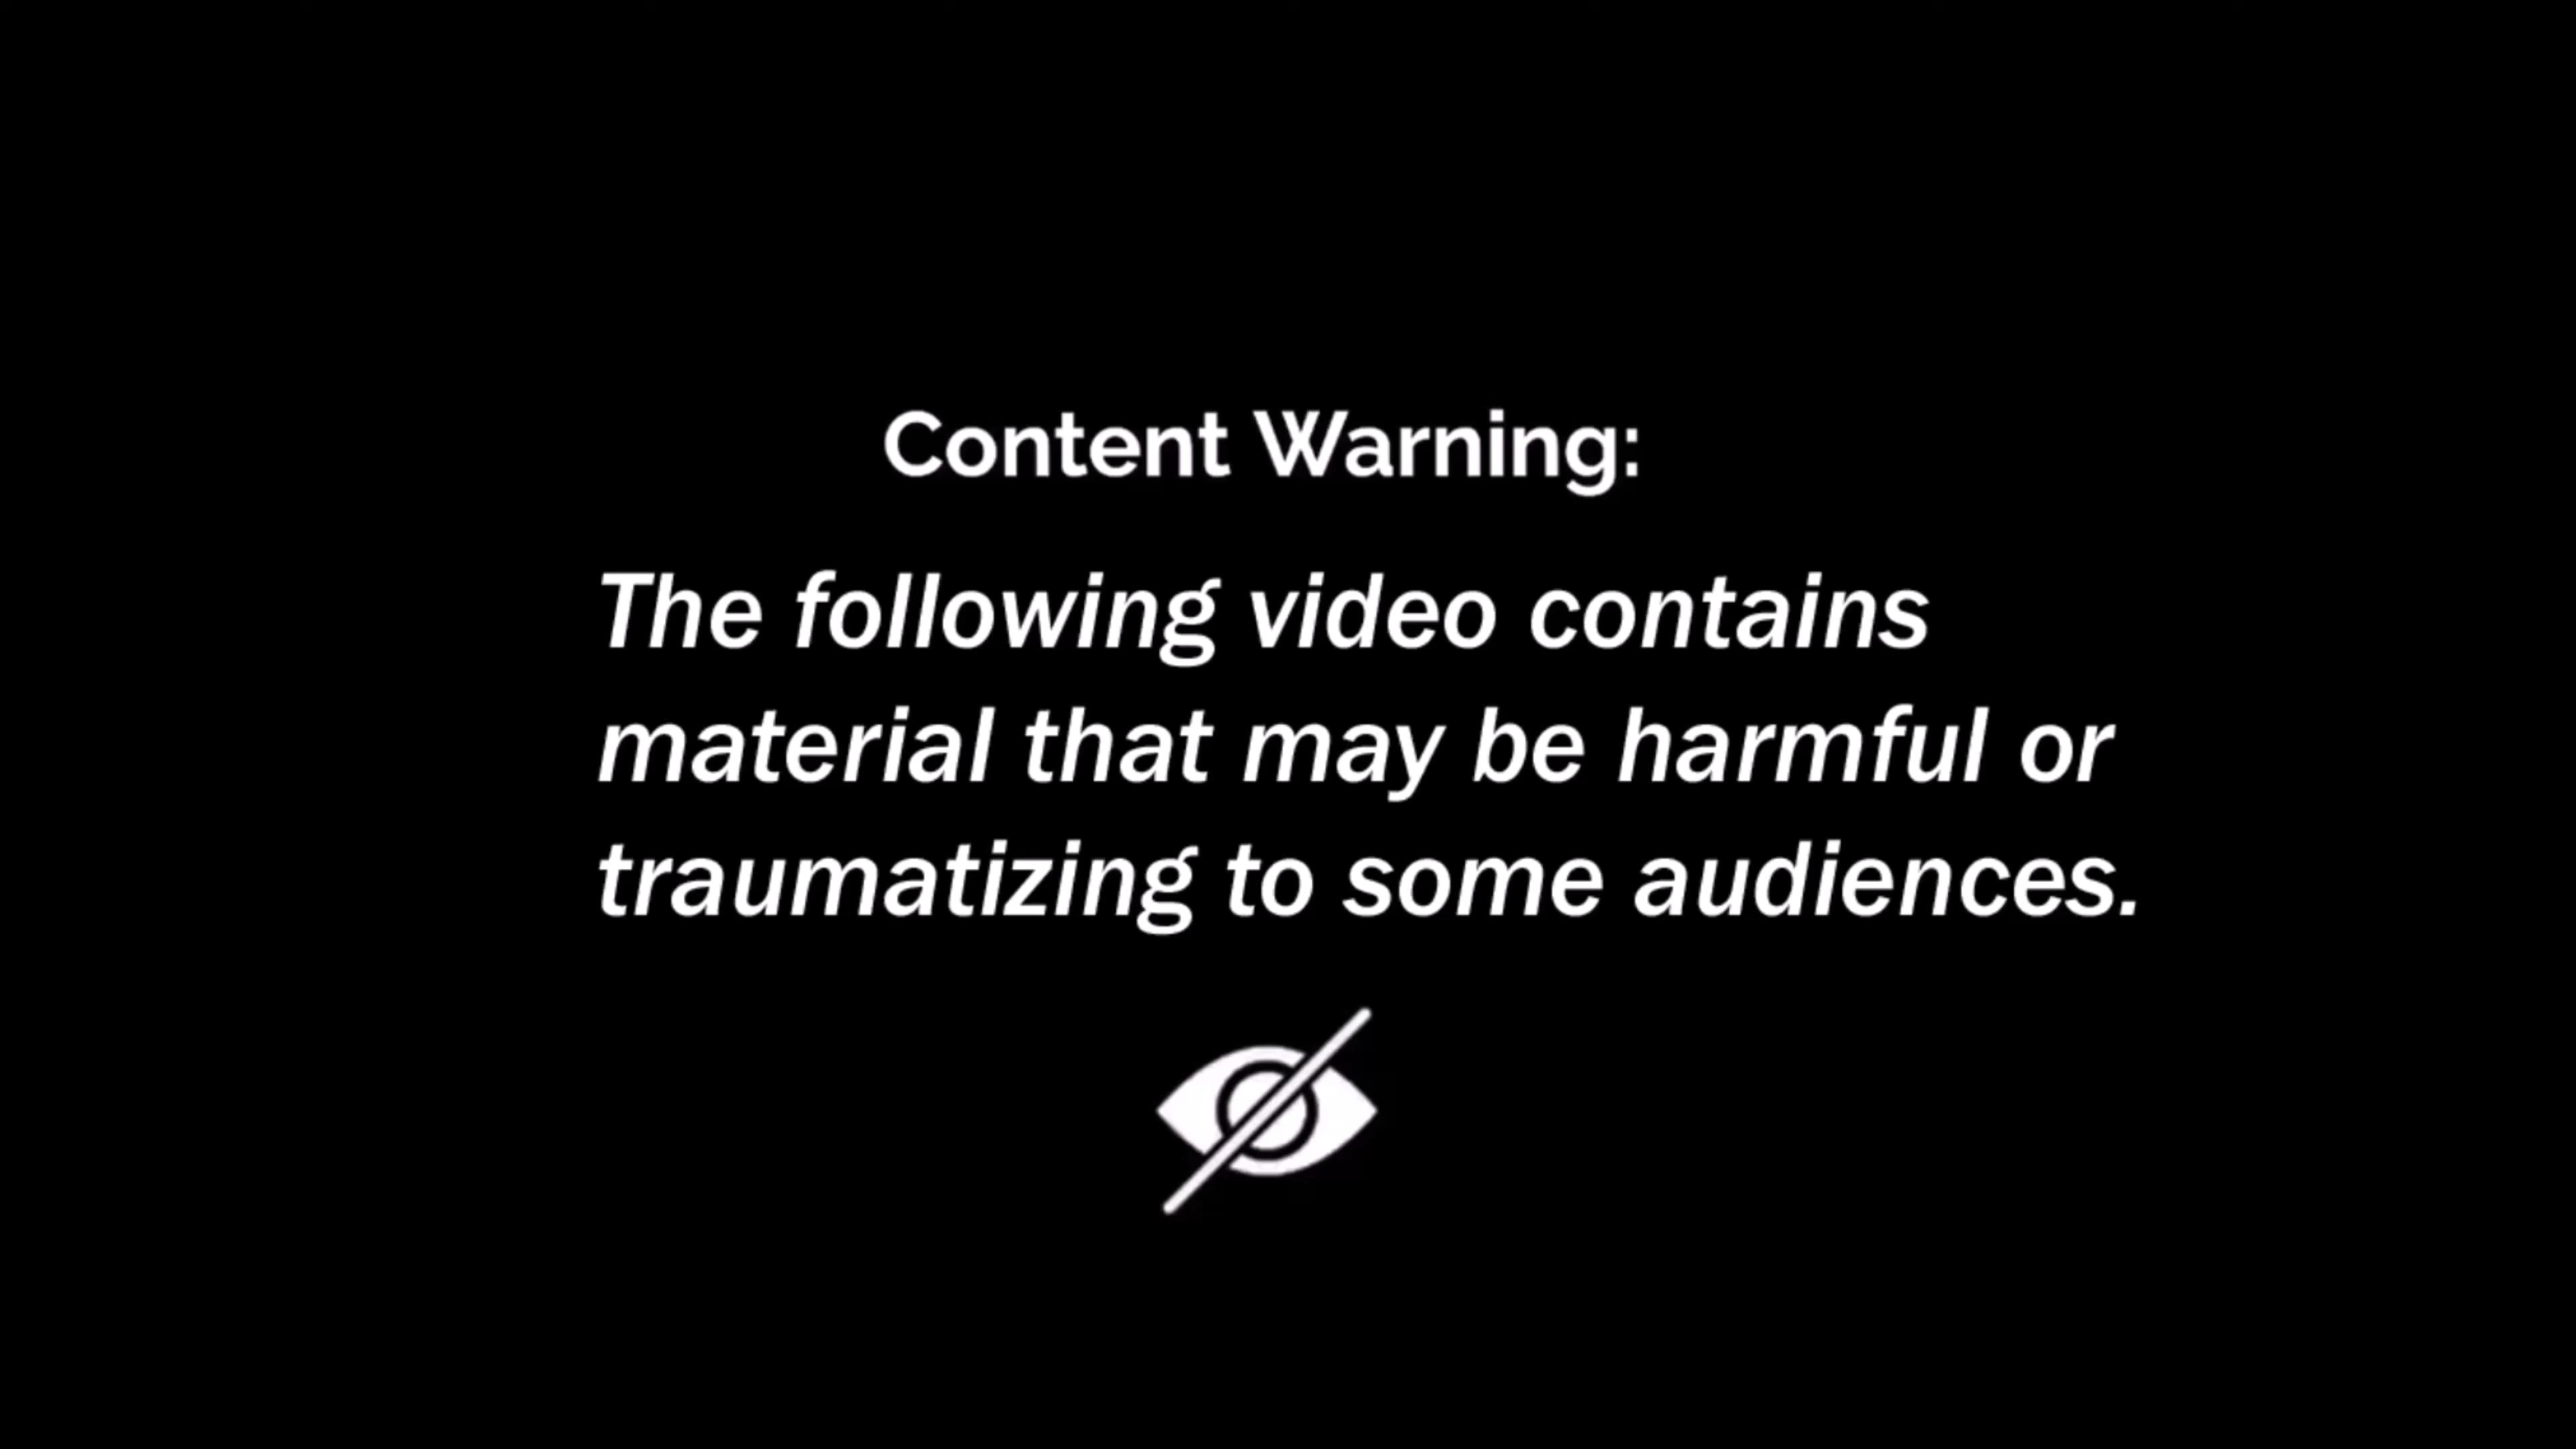 Content Warning:
The following video contains
material that may be harmful or
traumatizing to some audiences.